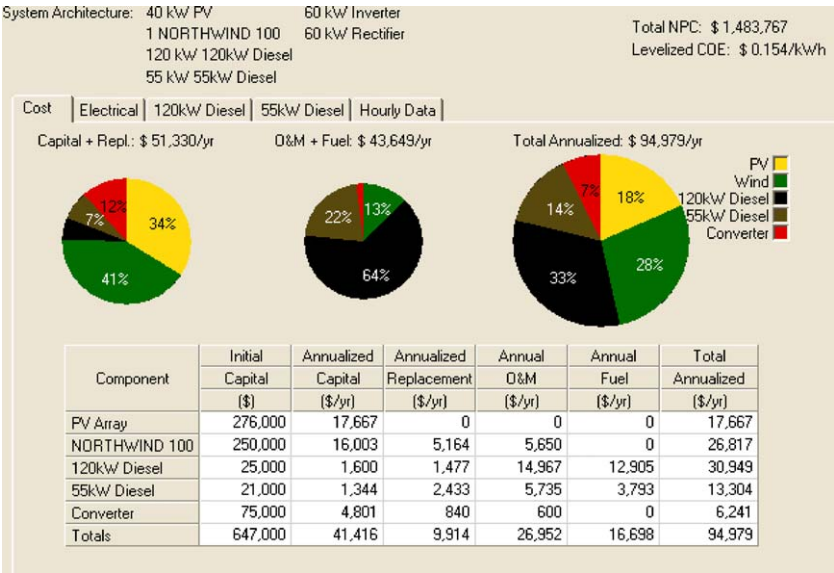 System Architecture: 40 kW PV 60 kW Inverter
1 NORTHWIND 100 60 kW Rectifier
120 kW 120kW Diesel
55 kW 55kW Diesel
Total NPC: $ 1,483,767
Levelized COE: $ 0.154/kWh
Cost Electrical 120kW Diesel 55kW Diesel Hourly Data
Capital + Repl.: $ 51,330/yr O&M + Fuel: $ 43,649/yr Total Annualized: $ 94,979/yr
12% 7% 34% 41%
22% 13% 64%
7% 18% 14% 28% 33%
PV
Wind
120kW Diesel
55kW Diesel
Converter
Component Initial Annualized Annualized Annual Annual Total
Capital Capital Replacement O&M Fuel Annualized
($) ($/yr) ($/yr) ($/yr) ($/yr) ($/yr)
PV Array 276,000 17,667 0 0 0 17,667
NORTHWIND 100 250,000 16,003 5,164 5,650 0 26,817
120kW Diesel 25,000 1,600 1,477 14,967 12,905 30,949
55kW Diesel 21,000 1,344 2,433 5,735 3,793 13,304
Converter 75,000 4,801 840 600 0 6,241
Totals 647,000 41,416 9,914 26,952 16,698 94,979